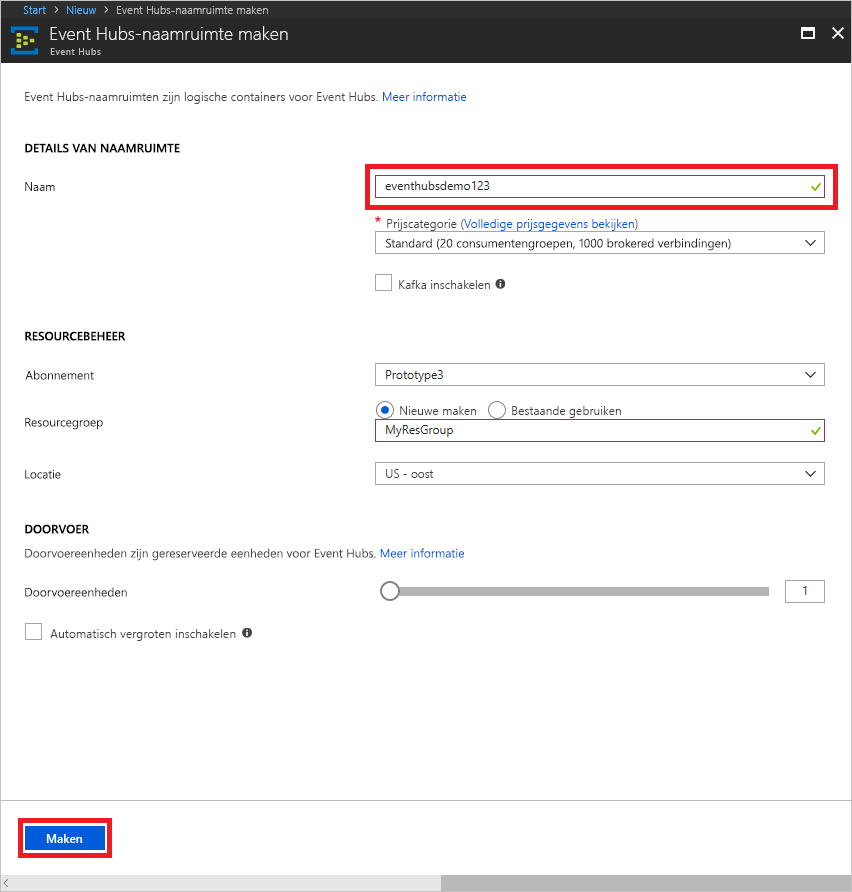 Start > Nieuw > Event Hubs-naamruimte maken
Event Hubs-naamruimte maken
Event Hubs
Event Hubs-naamruimten zijn logische containers voor Event Hubs. Meer informatie
DETAILS VAN NAAMRUIMTE
Naam
eventhubsdemo123
* Prijscategorie (Volledige prijsgegevens bekijken)
Standard (20 consumentengroepen, 1000 brokered verbindingen)
Kafka inschakelen
RESOURCEBEHEER
Abonnement
Prototype3
Nieuwe maken Bestaande gebruiken
Resourcegroep
MyResGroup
Locatie
US - oost
DOORVOER
Doorvoereenheden zijn gereserveerde eenheden voor Event Hubs. Meer informatie
Doorvoereenheden
1
Automatisch vergroten inschakelen
Maken